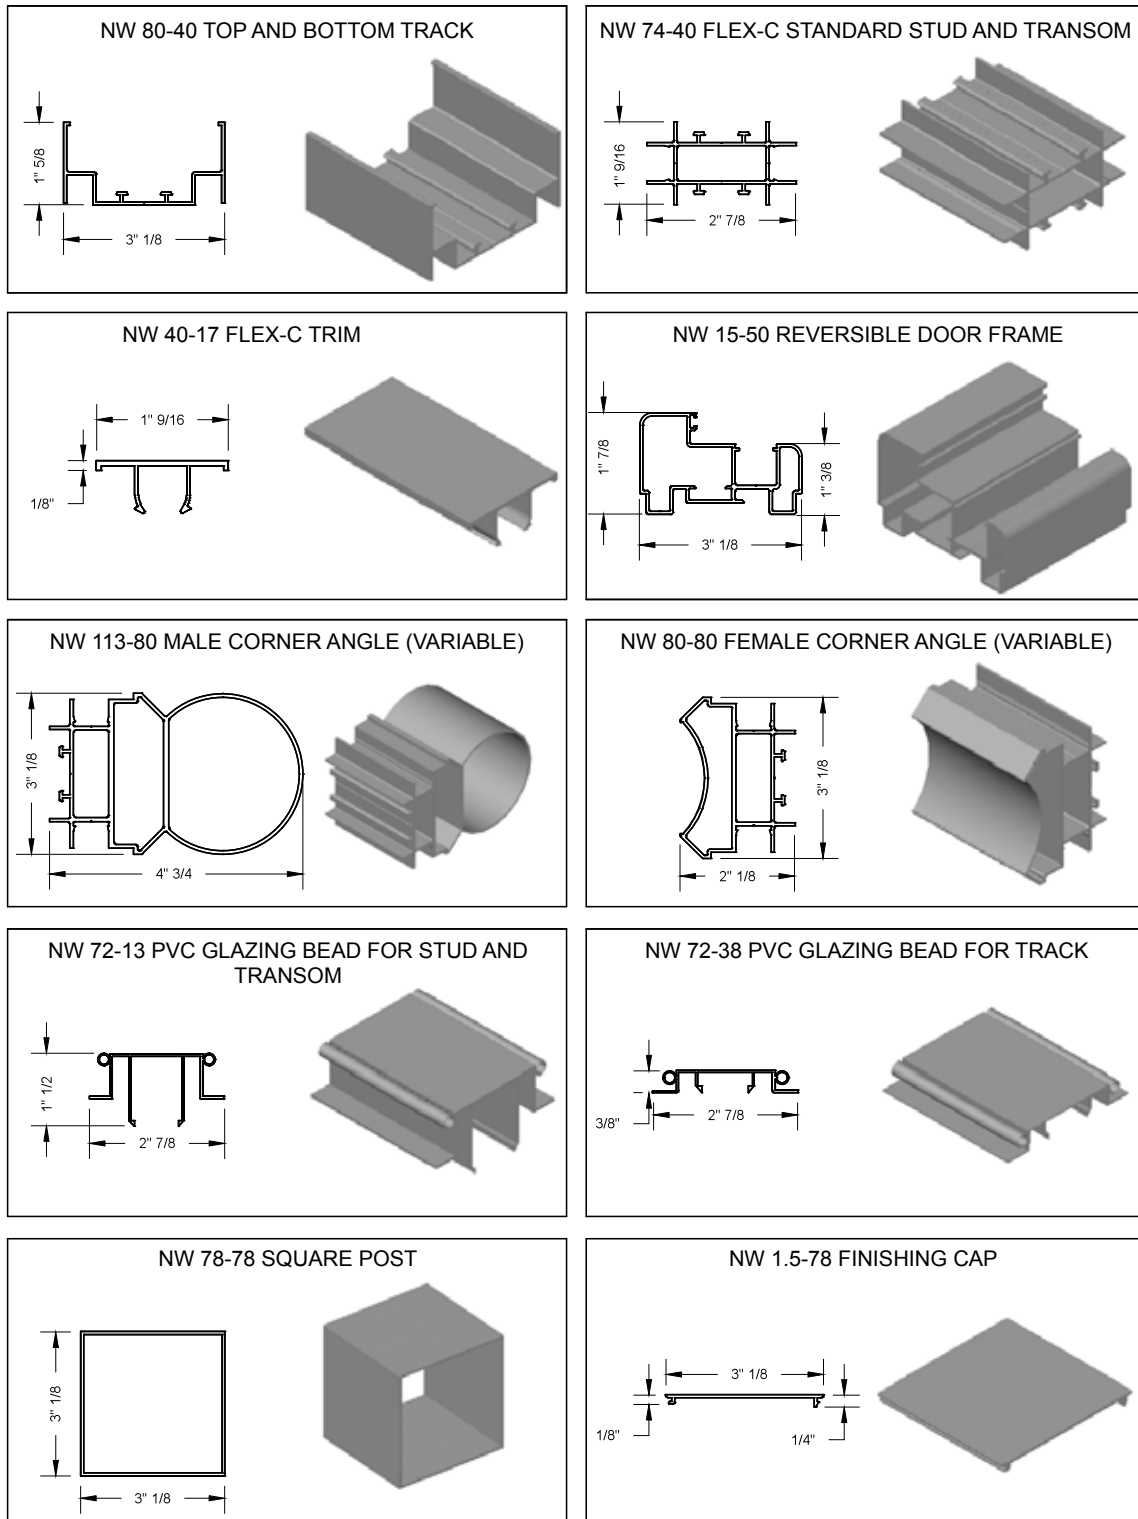 NW 80-40 TOP AND BOTTOM TRACK
1" 5/8
3" 1/8
NW 74-40 FLEX-C STANDARD STUD AND TRANSOM
1" 9/16
2" 7/8
NW 40-17 FLEX-C TRIM
1" 9/16
1/8"
NW 15-50 REVERSIBLE DOOR FRAME
1" 7/8
1" 3/8
3" 1/8
NW 113-80 MALE CORNER ANGLE (VARIABLE)
3" 1/8
4" 3/4
NW 80-80 FEMALE CORNER ANGLE (VARIABLE)
3" 1/8
2" 1/8
NW 72-13 PVC GLAZING BEAD FOR STUD AND
TRANSOM
1" 1/2
2" 7/8
NW 72-38 PVC GLAZING BEAD FOR TRACK
3/8"
2" 7/8
NW 78-78 SQUARE POST
3" 1/8
3" 1/8
NW 1.5-78 FINISHING CAP
3" 1/8
1/8"
1/4"